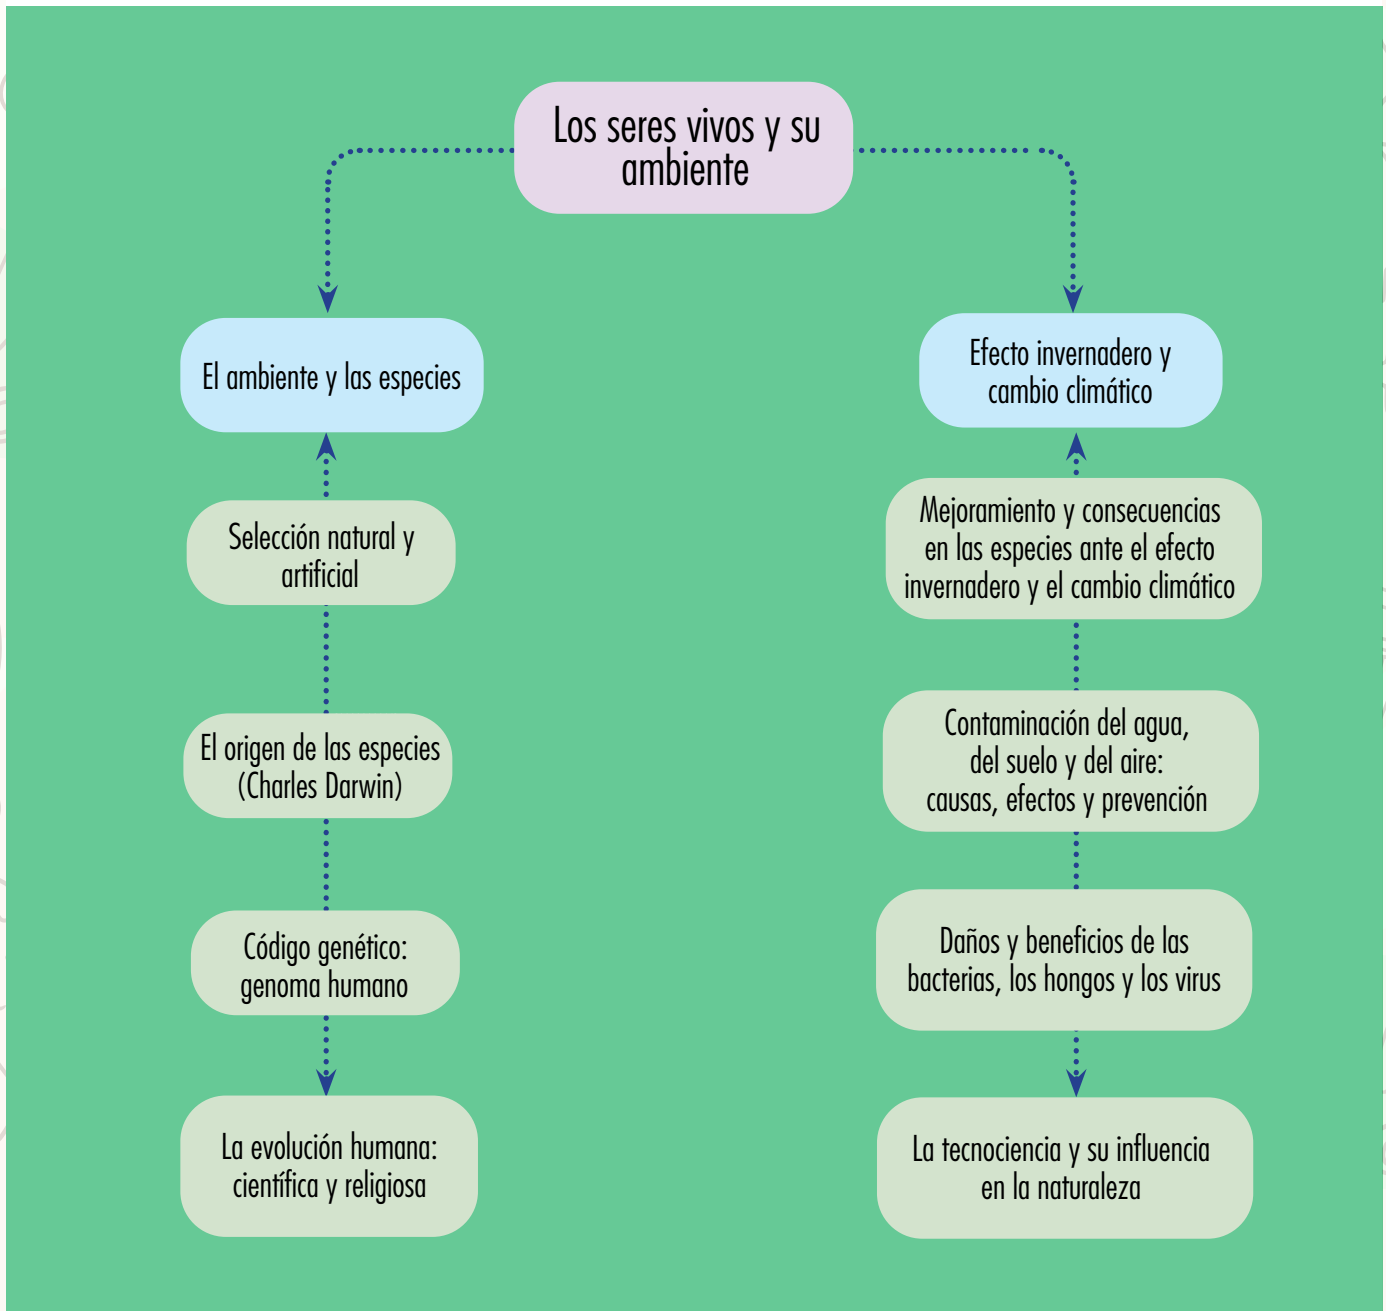 Los seres vivos y su
ambiente
El ambiente y las especies
Selección natural y
artificial
El origen de las especies
(Charles Darwin)
Código genético:
genoma humano
La evolución humana:
científica y religiosa
Efecto invernadero y
cambio climático
Mejoramiento y consecuencias
en las especies ante el efecto
invernadero y el cambio climático
Contaminación del agua,
del suelo y del aire:
causas, efectos y prevención
Daños y beneficios de las
bacterias, los hongos y los virus
La tecnociencia y su influencia
en la naturaleza